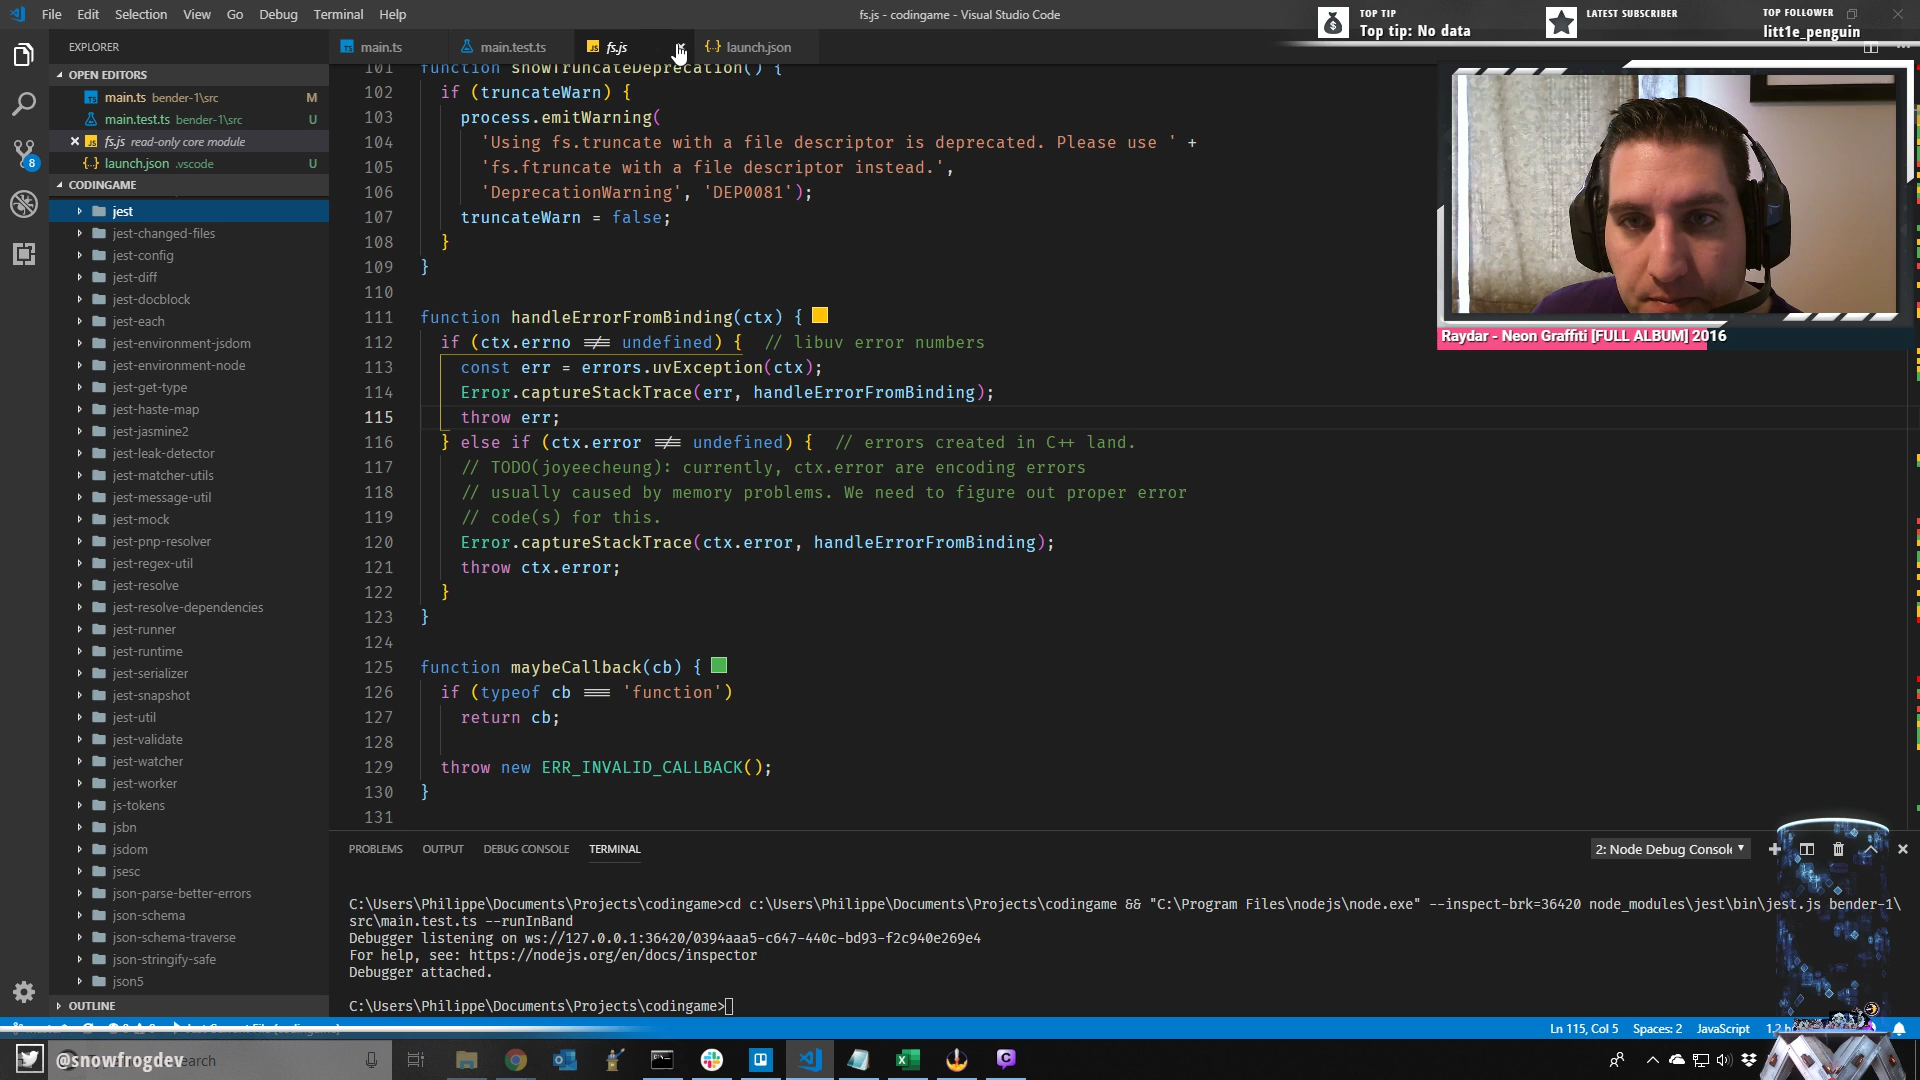 File Edit Selection View Go Debug Terminal Help
fs.js - codingame - Visual Studio Code
TOP TIP
Top tip: No data
LATEST SUBSCRIBER
TOP FOLLOWER
litt1e_penguin
EXPLORER
main.ts
main.test.ts
fs.js
launch.json
OPEN EDITORS
main.ts bender-1\src M
main.test.ts bender-1\src U
fs.js read-only core module
launch.json .vscode U
CODINGAME
jest
jest-changed-files
jest-config
jest-diff
jest-docblock
jest-each
jest-environment-jsdom
jest-environment-node
jest-get-type
jest-haste-map
jest-jasmine2
jest-leak-detector
jest-matcher-utils
jest-message-util
jest-mock
jest-pnp-resolver
jest-regex-util
jest-resolve
jest-resolve-dependencies
jest-runner
jest-runtime
jest-serializer
jest-snapshot
jest-util
jest-validate
jest-watcher
jest-worker
js-tokens
jsbn
jsdom
jsesc
json-parse-better-errors
json-schema
json-schema-traverse
json-stringify-safe
json5
OUTLINE
8
101 function showTruncateDeprecation() {
102 if (truncateWarn) {
103 process.emitWarning(
104 'Using fs.truncate with a file descriptor is deprecated. Please use ' +
105 'fs.ftruncate with a file descriptor instead.',
106 'DeprecationWarning', 'DEP0081');
107 truncateWarn = false;
108 }
109 }
110
111 function handleErrorFromBinding(ctx) {
112 if (ctx.errno !== undefined) { // libuv error numbers
113 const err = errors.uvException(ctx);
114 Error.captureStackTrace(err, handleErrorFromBinding);
115 throw err;
116 } else if (ctx.error !== undefined) { // errors created in C++ land.
117 // TODO(joyeecheung): currently, ctx.error are encoding errors
118 // usually caused by memory problems. We need to figure out proper error
119 // code(s) for this.
120 Error.captureStackTrace(ctx.error, handleErrorFromBinding);
121 throw ctx.error;
122 }
123 }
124
125 function maybeCallback(cb) {
126 if (typeof cb === 'function')
127 return cb;
128
129 throw new ERR_INVALID_CALLBACK();
130 }
131
Raydar - Neon Graffiti [FULL ALBUM] 2016
PROBLEMS OUTPUT DEBUG CONSOLE TERMINAL
2: Node Debug Console
C:\Users\Philippe\Documents\Projects\codingame>cd c:\Users\Philippe\Documents\Projects\codingame && "C:\Program Files\nodejs\node.exe" --inspect-brk=36420 node_modules\jest\bin\jest.js bender-1\
src\main.test.ts --runInBand
Debugger listening on ws://127.0.0.1:36420/0394aaa5-c647-440c-bd93-f2c940e269e4
For help, see: https://nodejs.org/en/docs/inspector
Debugger attached.
C:\Users\Philippe\Documents\Projects\codingame>
Ln 115, Col 5 Spaces: 2 JavaScript
@snowfrogdev